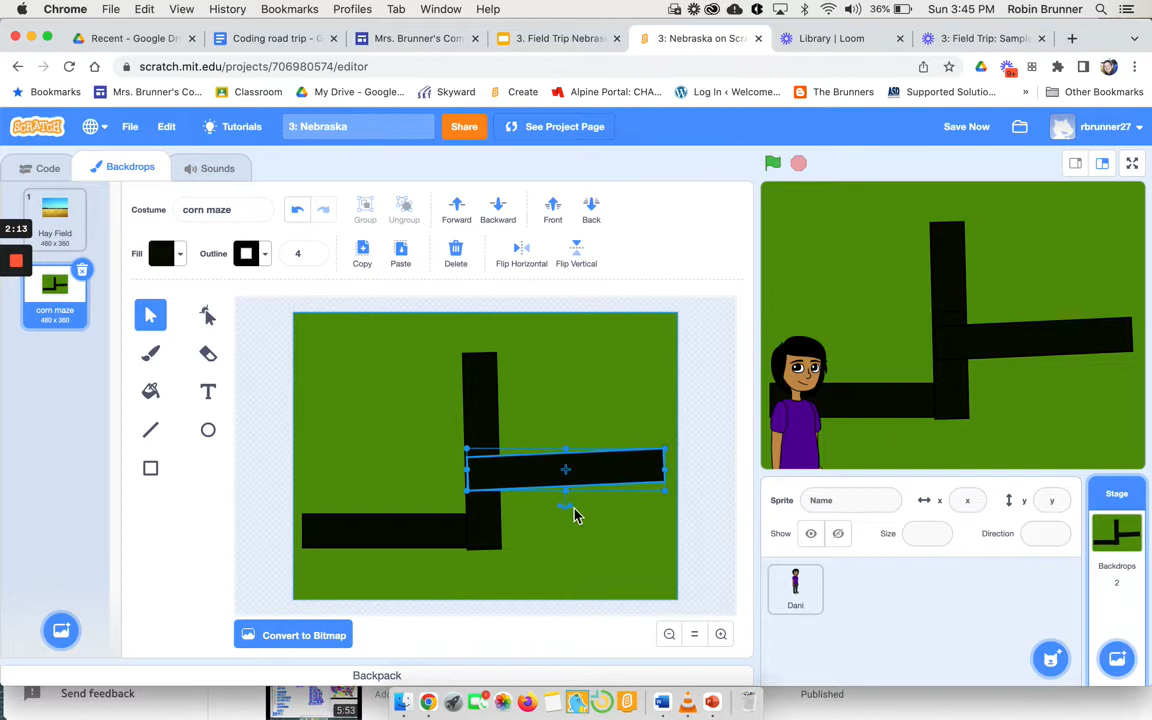 Chrome File Edit View History Bookmarks Profiles Tab Window Help 36% Sun 3:45 PM Robin Brunner
Recent - Google Dri Coding road trip - G Mrs. Brunner's Com 3. Field Trip Nebras 3: Nebraska on Scra Library | Loom 3: Field Trip: Sample
scratch.mit.edu/projects/706980574/editor 9+
Bookmarks Mrs. Brunner's Co... Classroom My Drive - Google... Skyward Create Alpine Portal: CHA... Log In ‹ Welcome... The Brunners ASD Supported Solutio... » Other Bookmarks
SCRATCH File Edit Tutorials 3: Nebraska Share See Project Page Save Now rbrunner27
Code Backdrops Sounds
1
Hay Field
480 x 360
2:13
corn maze
480 x 360
Costume corn maze Group Ungroup Forward Backward Front Back
Fill Outline 4 Copy Paste Delete Flip Horizontal Flip Vertical
T
Convert to Bitmap
Sprite Name x x y y
Show Size Direction
Dani
Stage
Backdrops
2
Backpack
Send feedback 5:53 Published